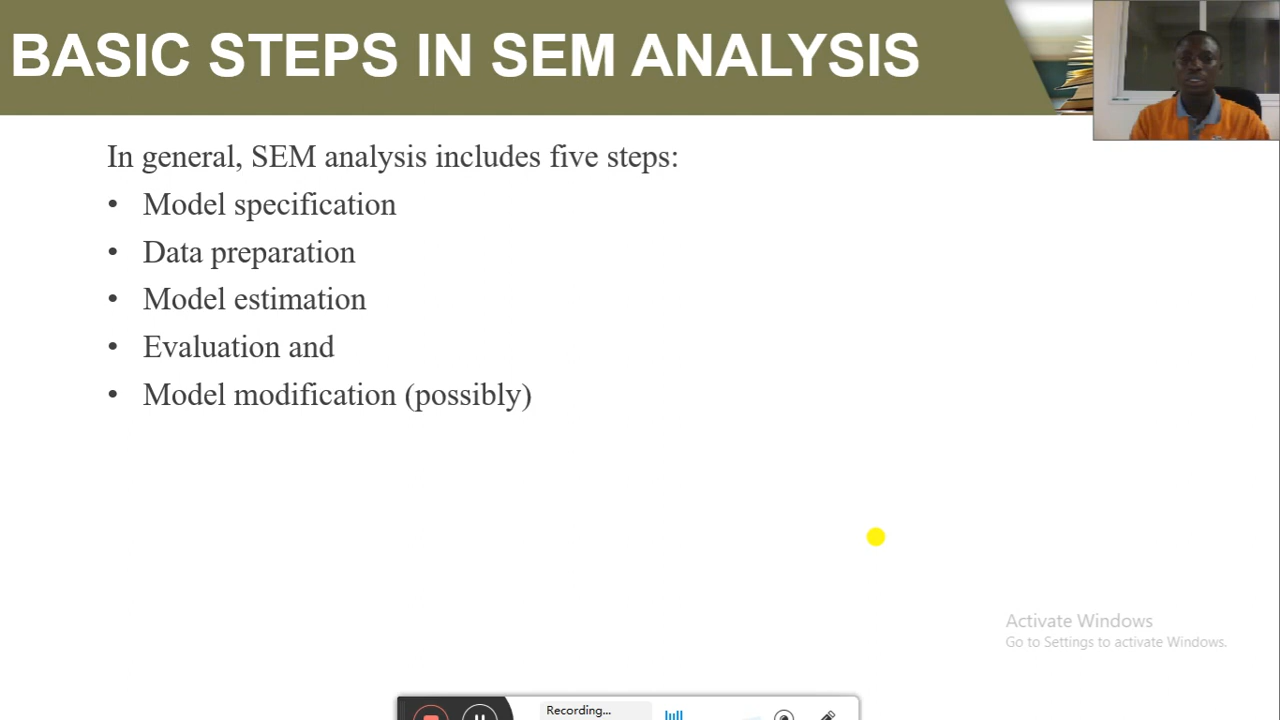 BASIC STEPS IN SEM ANALYSIS
In general, SEM analysis includes five steps:
• Model specification
• Data preparation
• Model estimation
• Evaluation and
• Model modification (possibly)
Activate Windows
Go to Settings to activate Windows.
Recording...